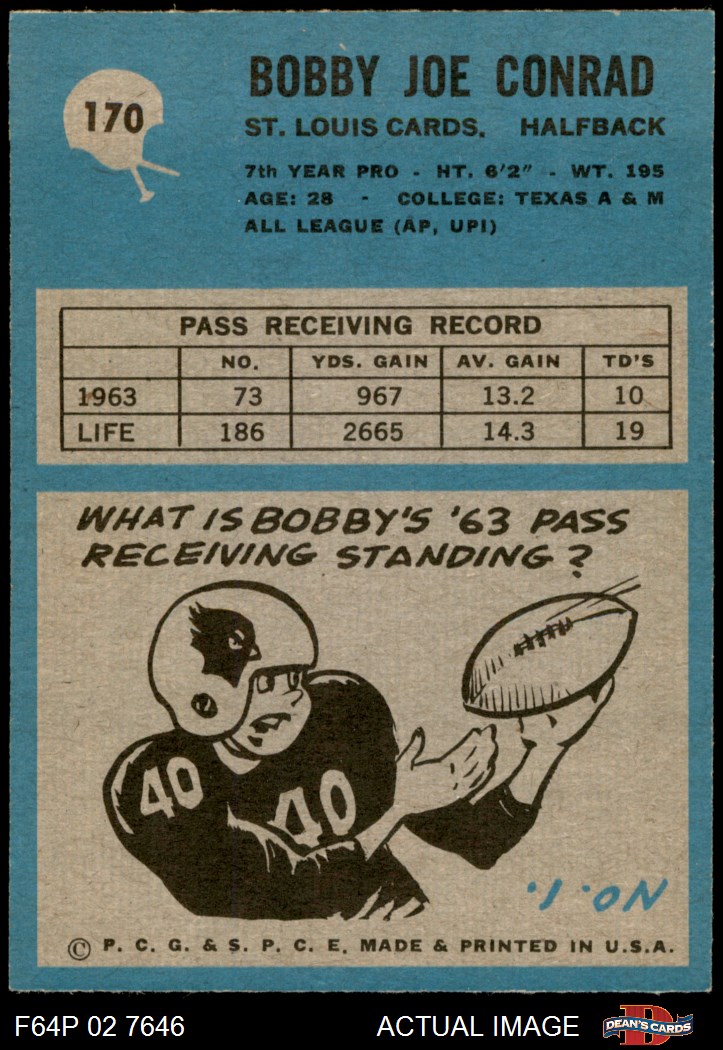 170
BOBBY JOE CONRAD
ST. LOUIS CARDS. HALFBACK
7th YEAR PRO - HT. 6'2" - WT. 195
AGE: 28 - COLLEGE: TEXAS A & M
ALL LEAGUE (AP, UPI)
PASS RECEIVING RECORD
NO. YDS. GAIN AV. GAIN TD'S
1963 73 967 13.2 10
LIFE 186 2665 14.3 19
WHAT IS BOBBY'S '63 PASS
RECEIVING STANDING?
40 40
NO. 1.
© P. C. G. & S. P. C. E. MADE & PRINTED IN U.S.A.
F64P 02 7646 ACTUAL IMAGE D DEAN'S CARDS